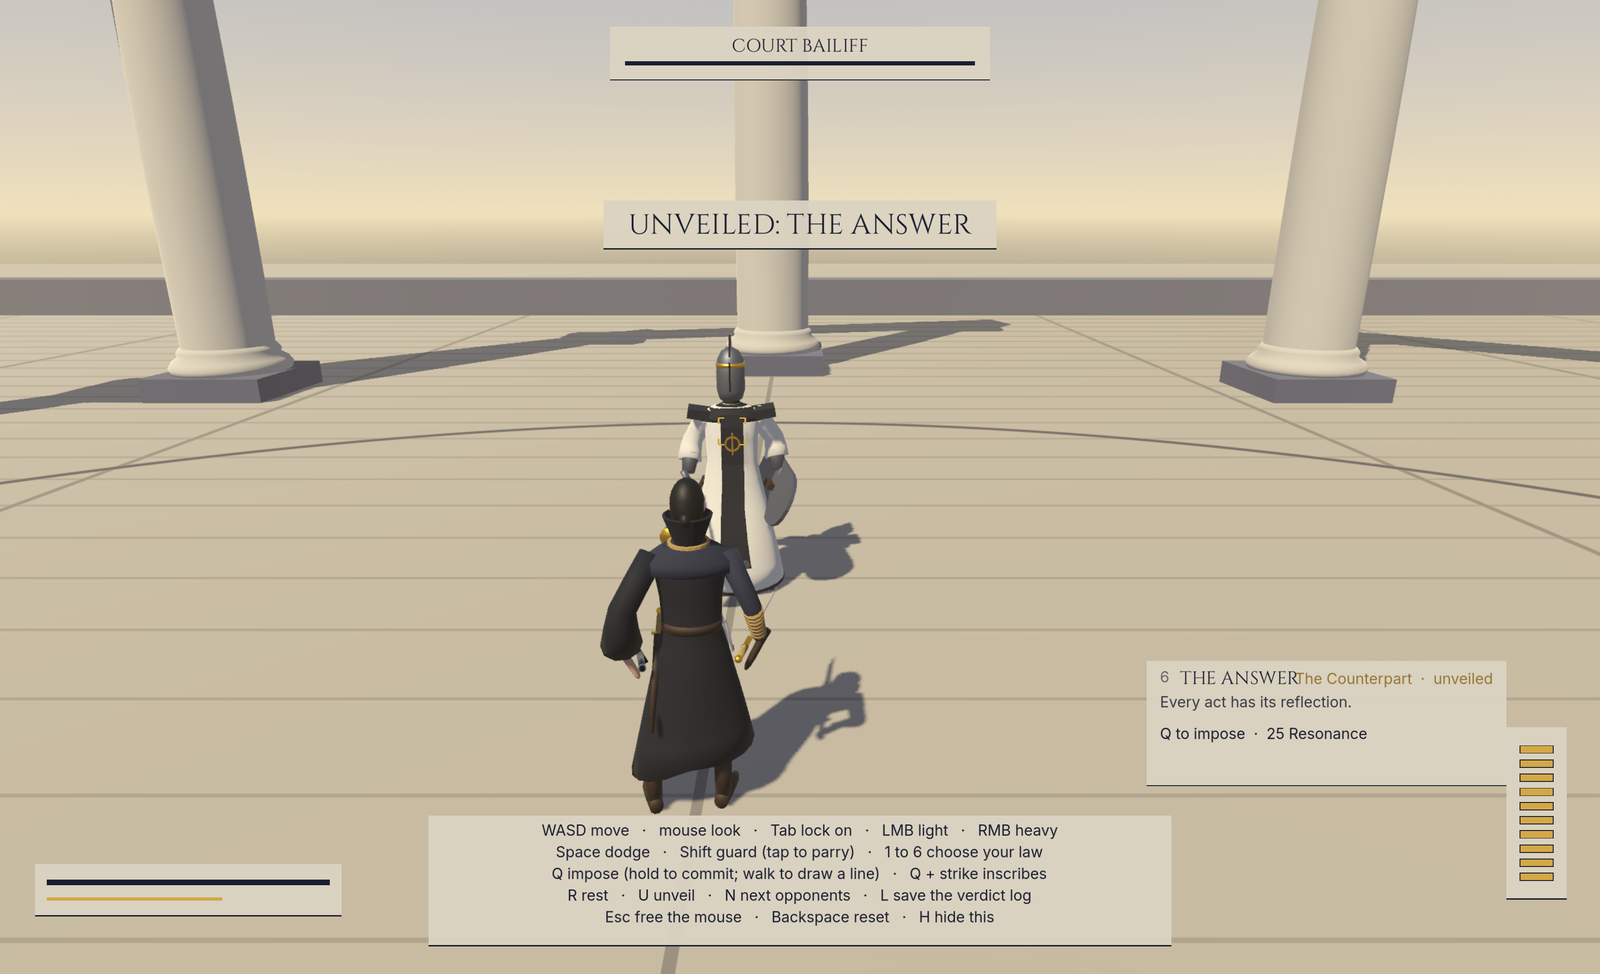 COURT BAILIFF
UNVEILED: THE ANSWER
6 THE ANSWER The Counterpart · unveiled
Every act has its reflection.
Q to impose · 25 Resonance
WASD move · mouse look · Tab lock on · LMB light · RMB heavy
Space dodge · Shift guard (tap to parry) · 1 to 6 choose your law
Q impose (hold to commit; walk to draw a line) · Q + strike inscribes
R rest · U unveil · N next opponents · L save the verdict log
Esc free the mouse · Backspace reset · H hide this